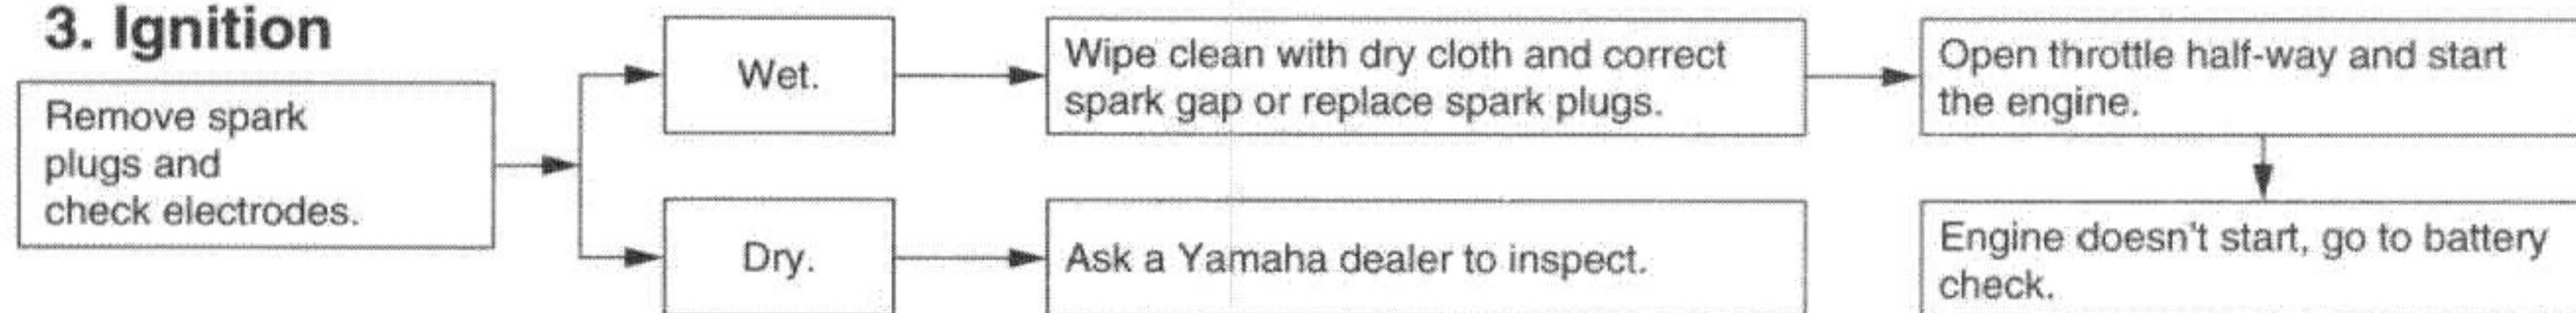 3. Ignition
Remove spark
plugs and
check electrodes.
Wet.
Wipe clean with dry cloth and correct
spark gap or replace spark plugs.
Open throttle half-way and start
the engine.
Dry.
Ask a Yamaha dealer to inspect.
Engine doesn't start, go to battery
check.